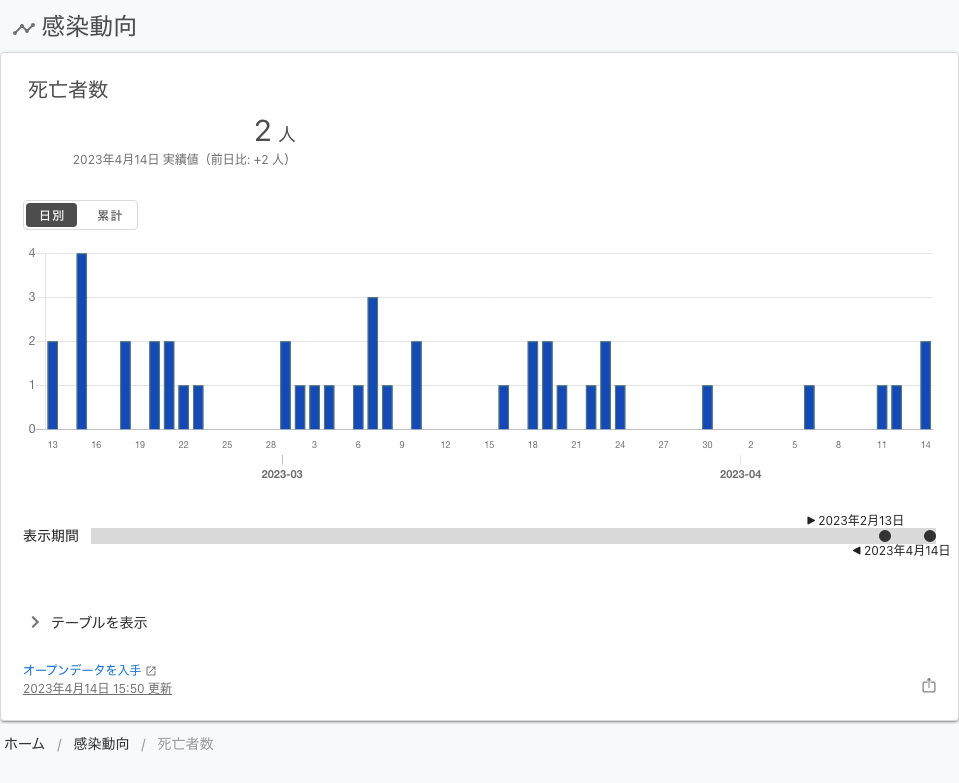 感染動向
死亡者数
2 人
2023年4月14日 実績値（前日比: +2 人）
日別 累計
4
3
2
1
0
13 16 19 22 25 28 3 6 9 12 15 18 21 24 27 30 2 5 8 11 14
2023-03 2023-04
▶ 2023年2月13日
表示期間
◀ 2023年4月14日
テーブルを表示
オープンデータを入手
2023年4月14日 15:50 更新
ホーム / 感染動向 / 死亡者数